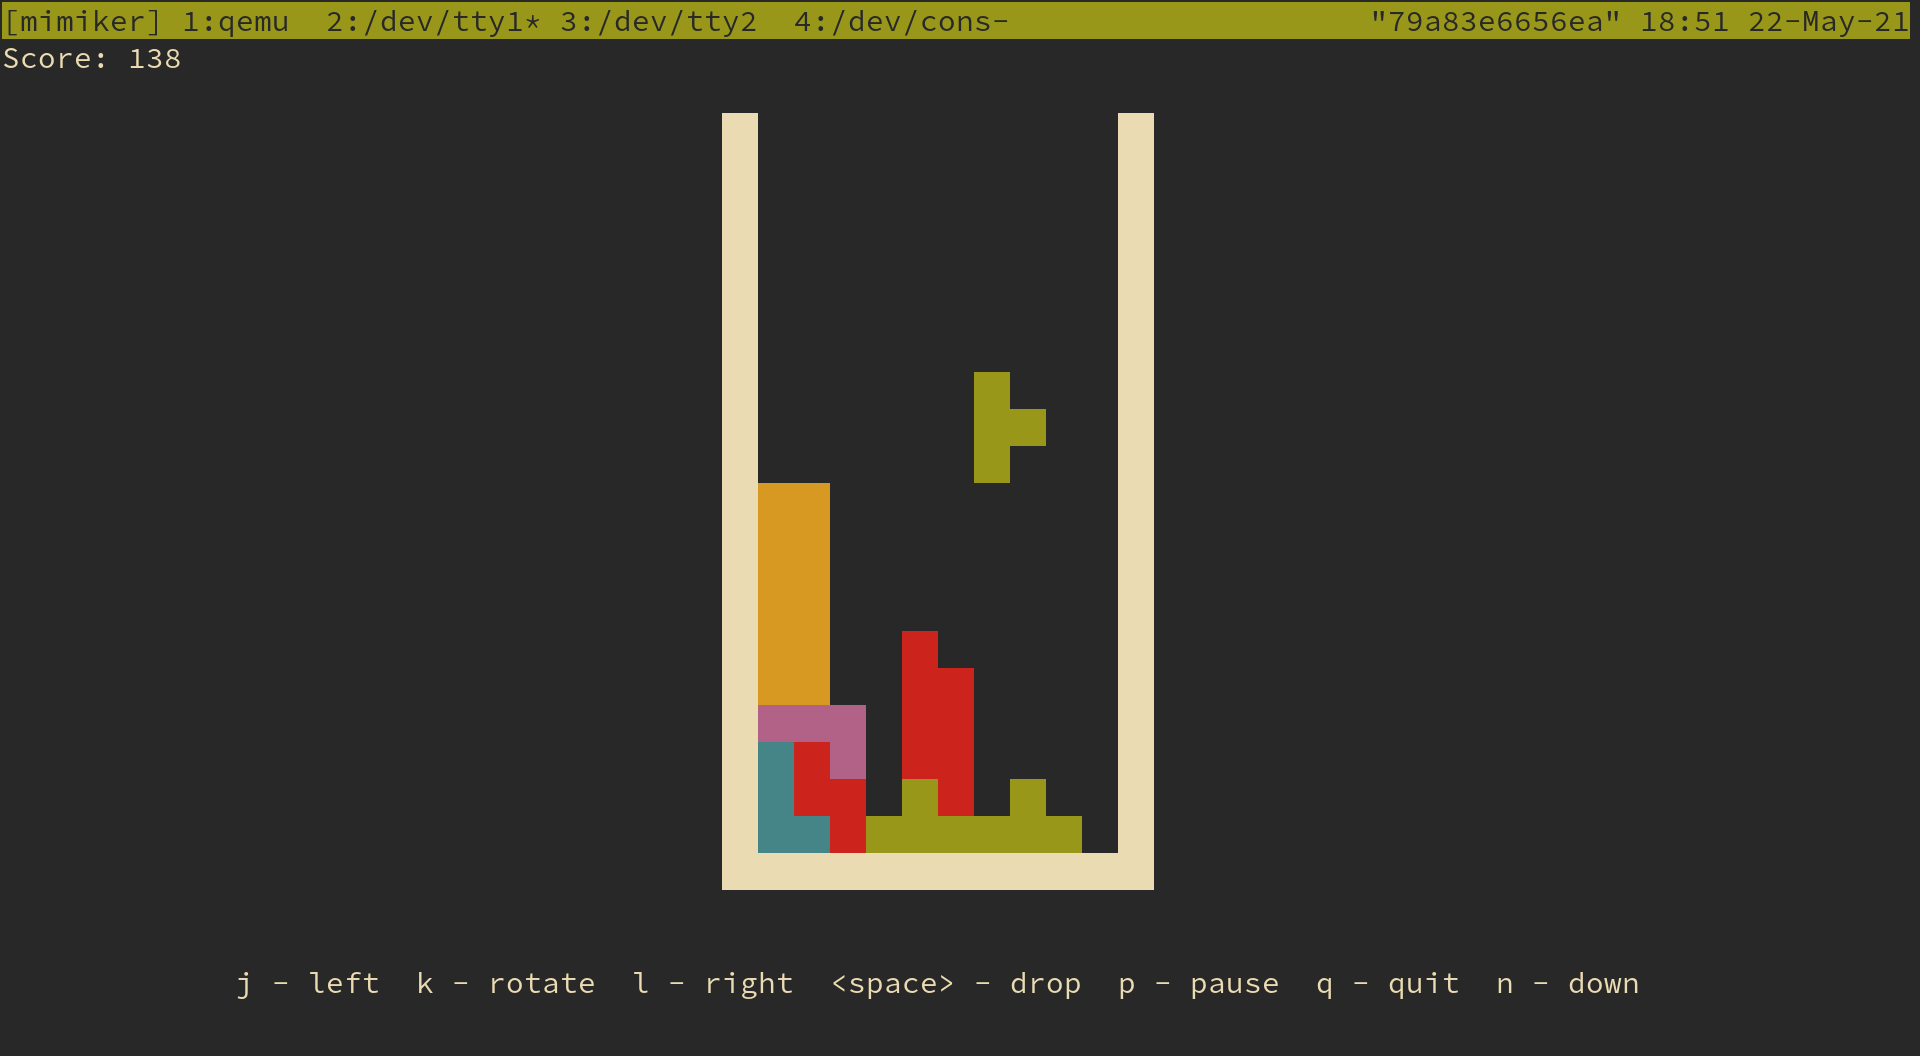 [mimiker] 1:qemu  2:/dev/tty1* 3:/dev/tty2  4:/dev/cons- "79a83e6656ea" 18:51 22-May-21
Score: 138
j - left  k - rotate  l - right  <space> - drop  p - pause  q - quit  n - down